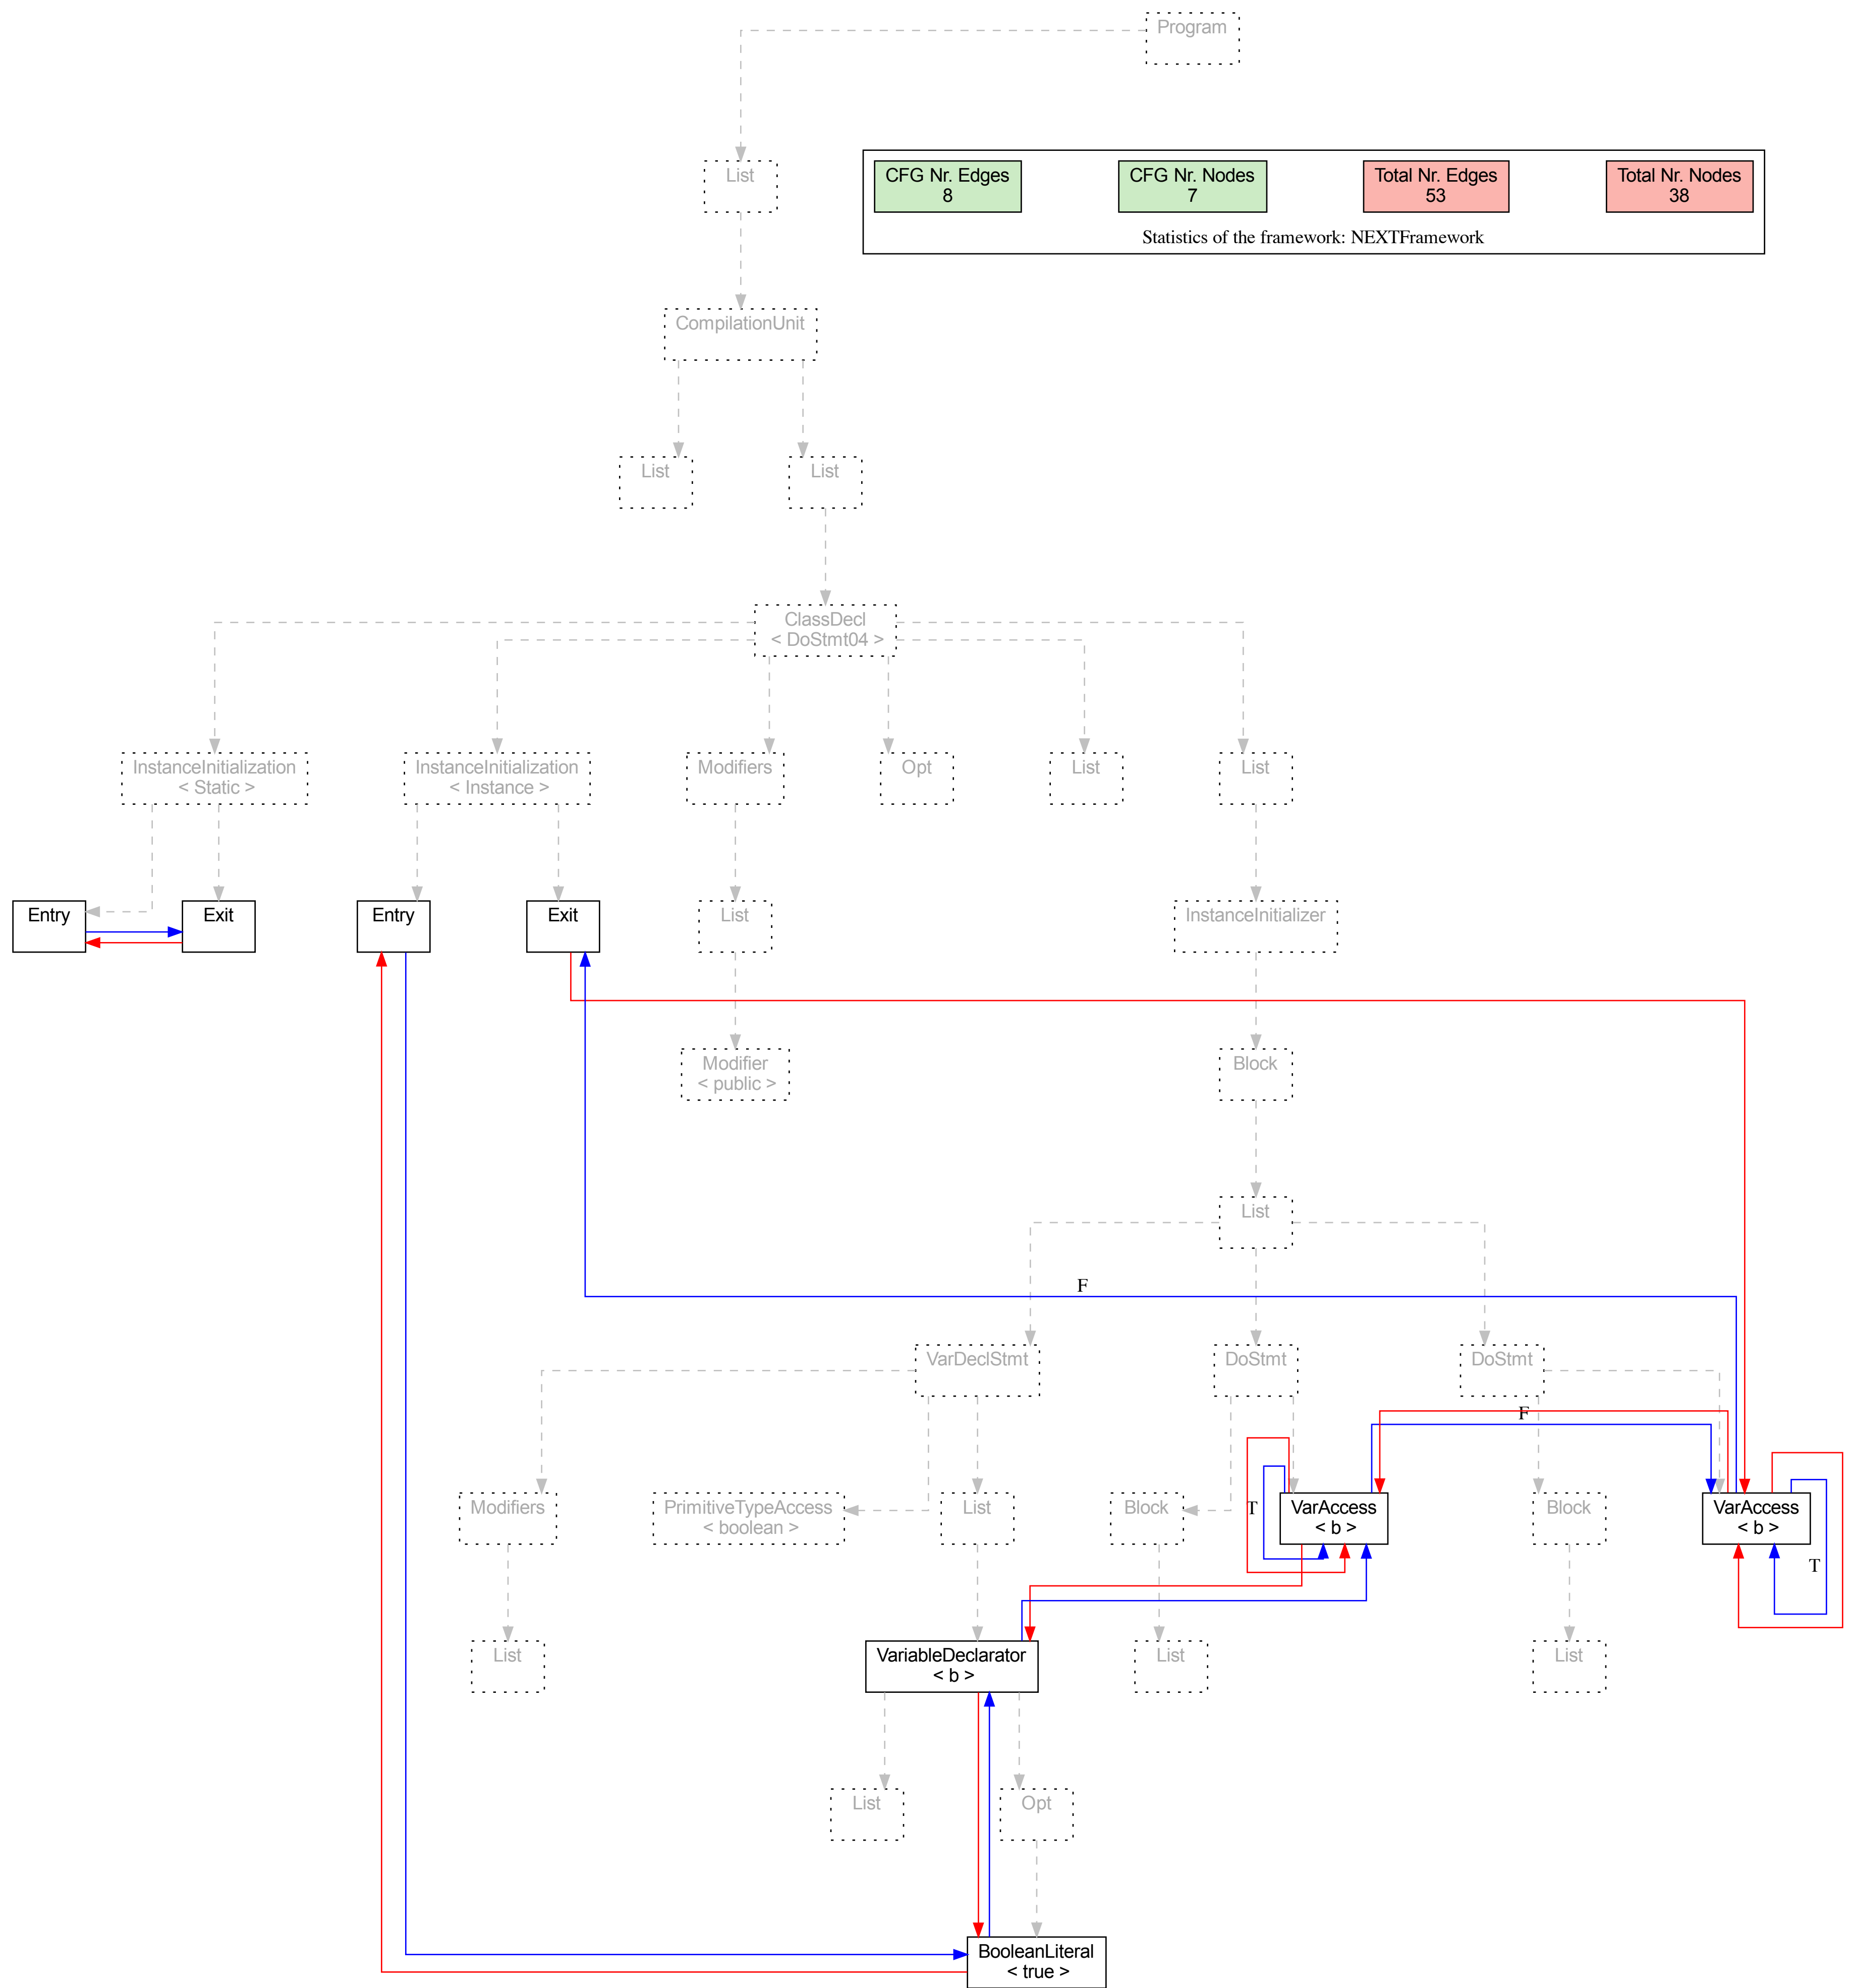 Program
List
CFG Nr. Edges
8
CFG Nr. Nodes
7
Total Nr. Edges
53
Total Nr. Nodes
38
Statistics of the framework: NEXTFramework
CompilationUnit
List
List
ClassDecl
< DoStmt04 >
InstanceInitialization
< Static >
InstanceInitialization
< Instance >
Modifiers
Opt
List
List
Entry
Exit
Entry
Exit
List
InstanceInitializer
Modifier
< public >
Block
List
F
VarDeclStmt
DoStmt
DoStmt
F
Modifiers
PrimitiveTypeAccess
< boolean >
List
Block
T
VarAccess
< b >
Block
VarAccess
< b >
T
List
VariableDeclarator
< b >
List
List
List
Opt
BooleanLiteral
< true >